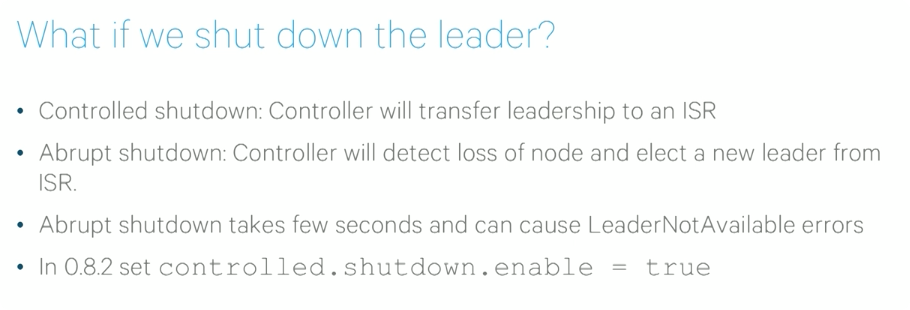 What if we shut down the leader?
• Controlled shutdown: Controller will transfer leadership to an ISR
• Abrupt shutdown: Controller will detect loss of node and elect a new leader from
ISR.
• Abrupt shutdown takes few seconds and can cause LeaderNotAvailable errors
• In 0.8.2 set controlled.shutdown.enable = true